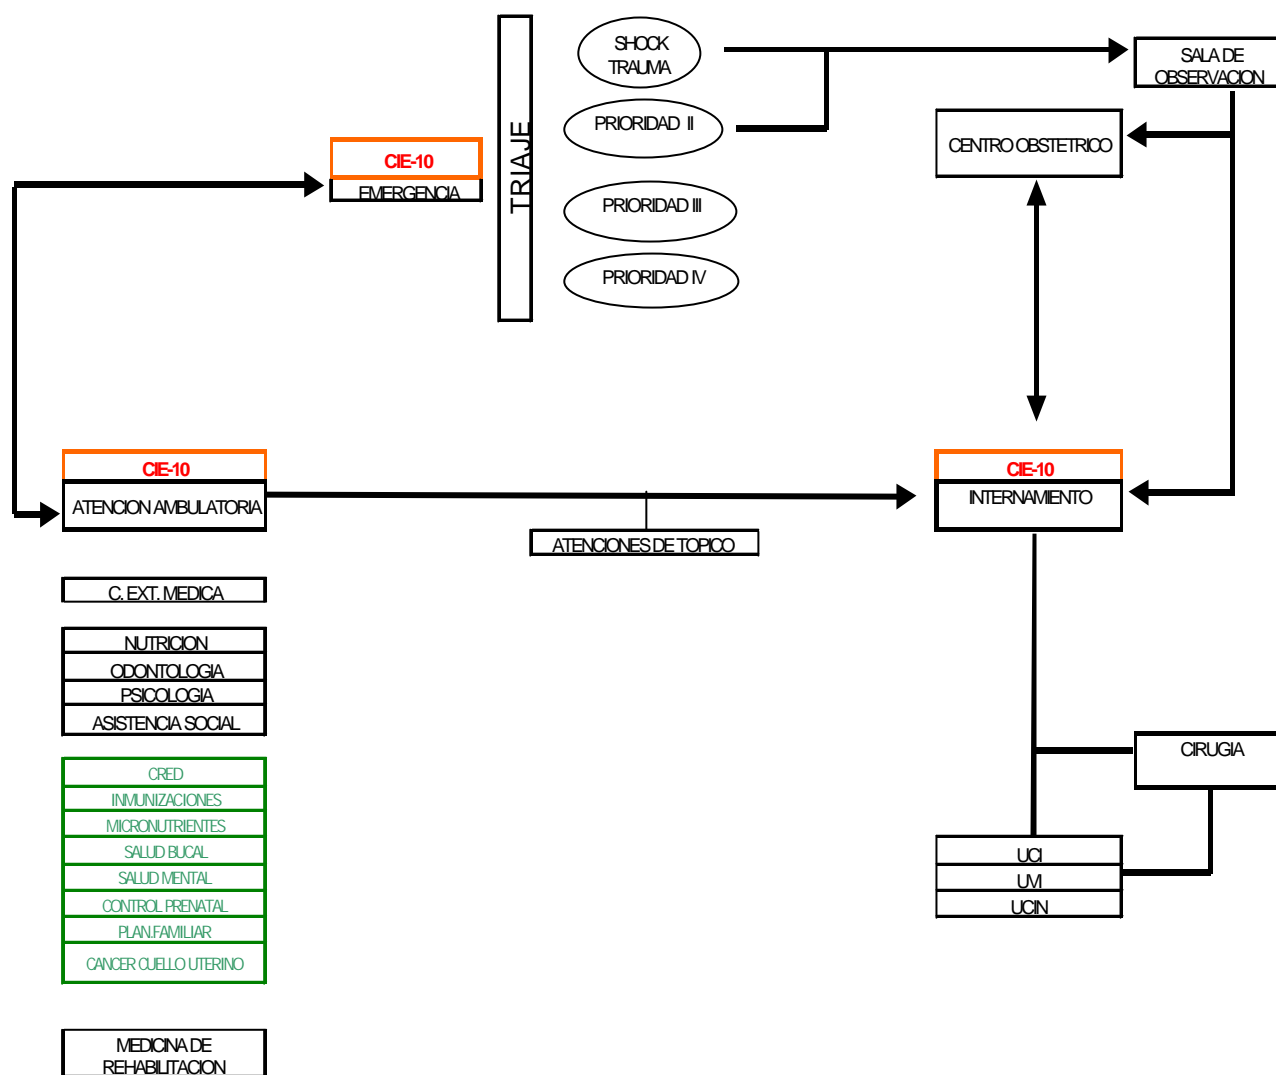 SHOCK
TRAUMA
SALA DE
OBSERVACION
PRIORIDAD II
CENTRO OBSTETRICO
CIE-10
EMERGENCIA
TRIAJE
PRIORIDAD III
PRIORIDAD IV
CIE-10
ATENCION AMBULATORIA
CIE-10
INTERNAMIENTO
ATENCIONES DE TOPICO
C. EXT. MEDICA
NUTRICION
ODONTOLOGIA
PSICOLOGIA
ASISTENCIA SOCIAL
CRED
INMUNIZACIONES
MICRONUTRIENTES
SALUD BUCAL
SALUD MENTAL
CONTROL PRENATAL
PLAN.FAMILIAR
CANCER CUELLO UTERINO
CIRUGIA
UCI
UVI
UCIN
MEDICINA DE
REHABILITACION